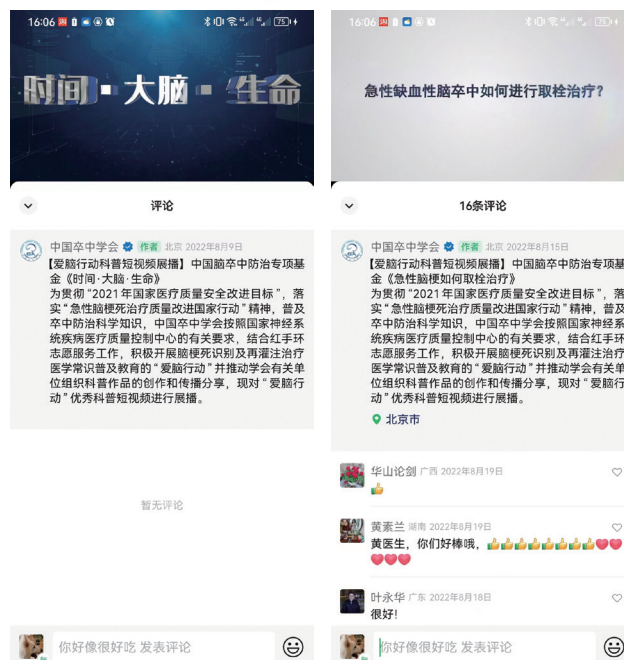 16:06
75
时间·大脑·生命
评论
中国卒中学会 作者 北京 2022年8月9日
【爱脑行动科普短视频展播】中国脑卒中防治专项基
金《时间·大脑·生命》
为贯彻“2021年国家医疗质量安全改进目标”，落
实“急性脑梗死治疗质量改进国家行动”精神，普及
卒中防治科学知识，中国卒中学会按照国家神经系
统疾病医疗质量控制中心的有关要求，结合红手环
志愿服务工作，积极开展脑梗死识别及再灌注治疗
医学常识普及教育的“爱脑行动”并推动学会有关单
位组织科普作品的创作和传播分享，现对“爱脑行
动”优秀科普短视频进行展播。
暂无评论
你好像很好吃 发表评论
16:06
75
急性缺血性脑卒中如何进行取栓治疗？
16条评论
中国卒中学会 作者 北京 2022年8月15日
【爱脑行动科普短视频展播】中国脑卒中防治专项基
金《急性脑梗如何取栓治疗》
为贯彻“2021年国家医疗质量安全改进目标”，落
实“急性脑梗死治疗质量改进国家行动”精神，普及
卒中防治科学知识，中国卒中学会按照国家神经系
统疾病医疗质量控制中心的有关要求，结合红手环
志愿服务工作，积极开展脑梗死识别及再灌注治疗
医学常识普及教育的“爱脑行动”并推动学会有关单
位组织科普作品的创作和传播分享，现对“爱脑行
动”优秀科普短视频进行展播。
北京市
华山论剑 广西 2022年8月19日
👍
黄素兰 湖南 2022年8月19日
黄医生，你们好棒哦，👍👍👍👍👍👍👍👍❤❤
❤❤❤
叶永华 广东 2022年8月18日
很好！
你好像很好吃 发表评论